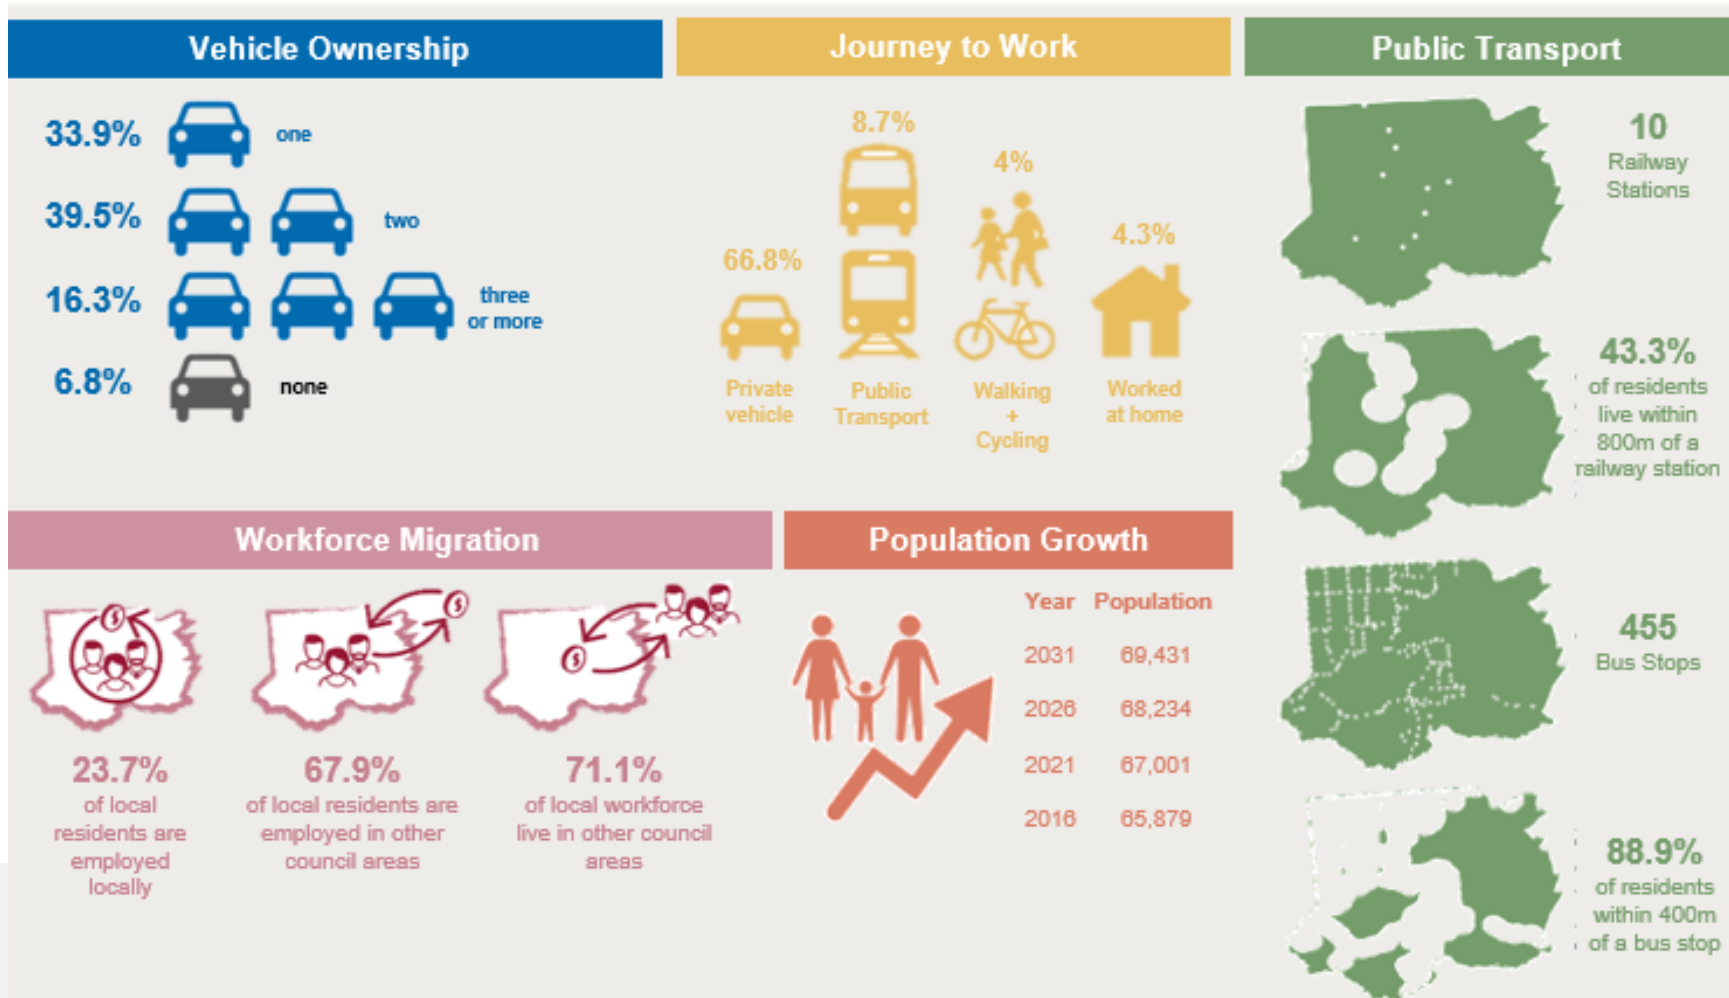 Vehicle Ownership
33.9%
one
39.5%
two
16.3%
three
or more
6.8%
none
Journey to Work
66.8%
Private
vehicle
8.7%
Public
Transport
4%
Walking
+
Cycling
4.3%
Worked
at home
Public Transport
10
Railway
Stations
43.3%
of residents
live within
800m of a
railway station
455
Bus Stops
88.9%
of residents
within 400m
of a bus stop
Workforce Migration
$
23.7%
of local
residents are
employed
locally
$
67.9%
of local residents are
employed in other
council areas
$
71.1%
of local workforce
live in other council
areas
Population Growth
Year Population
2031 69,431
2026 68,234
2021 67,001
2016 65,879